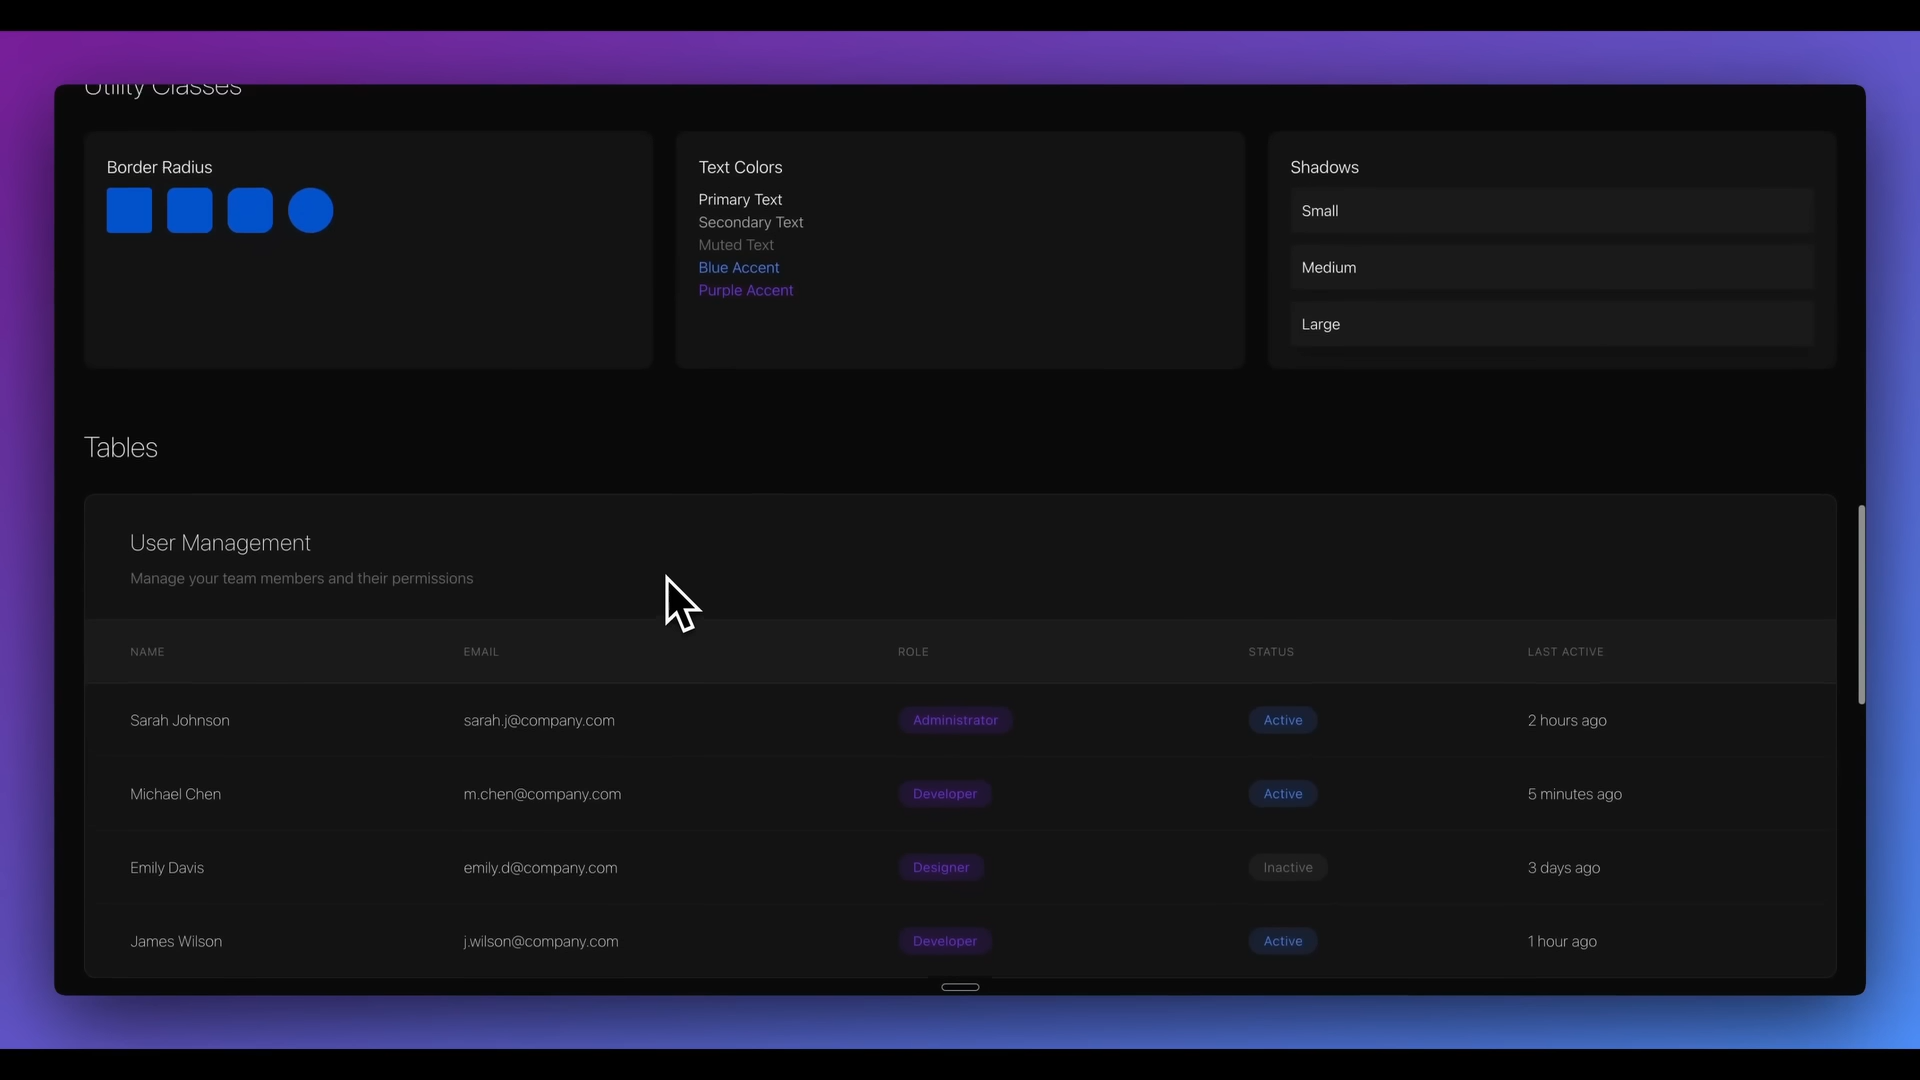 Utility Classes
Border Radius
Text Colors
Primary Text
Secondary Text
Muted Text
Blue Accent
Purple Accent
Shadows
Small
Medium
Large
Tables
User Management
Manage your team members and their permissions
NAME EMAIL ROLE STATUS LAST ACTIVE
Sarah Johnson sarah.j@company.com Administrator Active 2 hours ago
Michael Chen m.chen@company.com Developer Active 5 minutes ago
Emily Davis emily.d@company.com Designer Inactive 3 days ago
James Wilson j.wilson@company.com Developer Active 1 hour ago